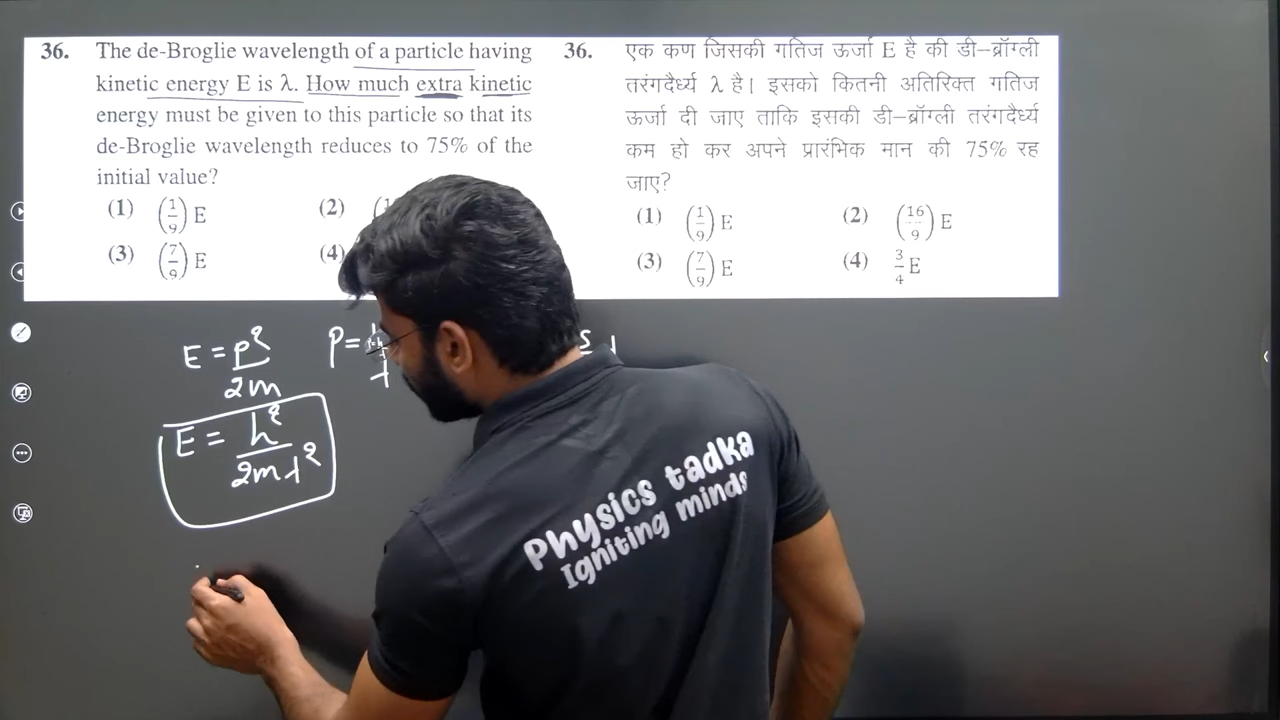 36. The de-Broglie wavelength of a particle having
kinetic energy E is λ. How much extra kinetic
energy must be given to this particle so that its
de-Broglie wavelength reduces to 75% of the
initial value?
(1) (1/9) E (2)
(3) (7/9) E (4)
36. एक कण जिसकी गतिज ऊर्जा E है की डी-ब्रॉग्ली
तरंगदैर्ध्य λ है। इसको कितनी अतिरिक्त गतिज
ऊर्जा दी जाए ताकि इसकी डी-ब्रॉग्ली तरंगदैर्ध्य
कम हो कर अपने प्रारंभिक मान की 75% रह
जाए?
(1) (1/9) E (2) (16/9) E
(3) (7/9) E (4) 3/4 E
E = p²/2m P =
E = h²/2mλ²
Physics tadka
Igniting minds